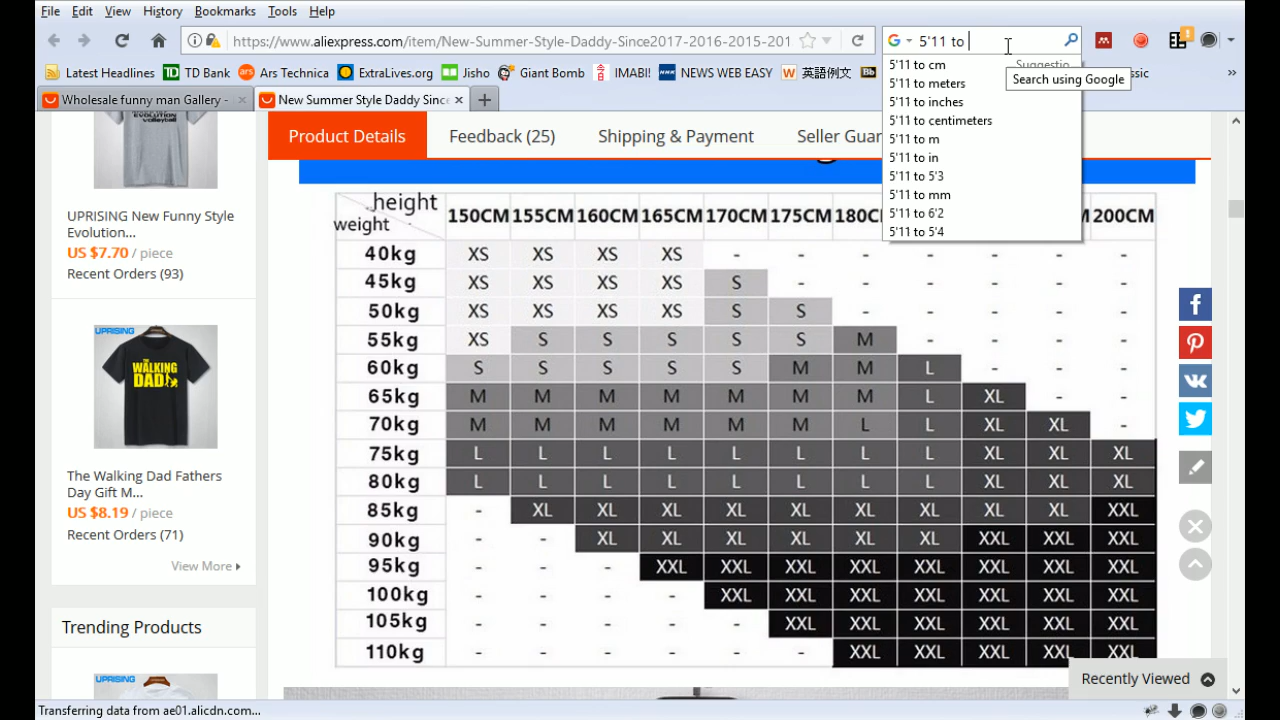 File Edit View History Bookmarks Tools Help
https://www.aliexpress.com/item/New-Summer-Style-Daddy-Since2017-2016-2015-201
5'11 to
Latest Headlines TD Bank Ask Historians ExtraLives.org Jisho Giant Bomb IMABI! NEWS WEB EASY 英語例文 Bb
5'11 to cm
Suggestio
Search using Google
5'11 to meters
5'11 to inches
5'11 to centimeters
5'11 to m
5'11 to in
5'11 to 5'3
5'11 to mm
5'11 to 6'2
5'11 to 5'4
Wholesale funny man Gallery -
New Summer Style Daddy Since
Product Details Feedback (25) Shipping & Payment Seller Guar
UPRISING New Funny Style
Evolution...
US $7.70 / piece
Recent Orders (93)
UPRISING
THE
WALKING
DAD
The Walking Dad Fathers
Day Gift M...
US $8.19 / piece
Recent Orders (71)
View More
Trending Products
height
weight
150CM 155CM 160CM 165CM 170CM 175CM 180C 200CM
40kg XS XS XS XS - - - - - - -
45kg XS XS XS XS S - - - - - -
50kg XS XS XS XS S S - - - - -
55kg XS S S S S S M - - - -
60kg S S S S S M M L - - -
65kg M M M M M M M L XL - -
70kg M M M M M M L L XL XL -
75kg L L L L L L L L XL XL XL
80kg L L L L L L L L XL XL XL
85kg - XL XL XL XL XL XL XL XL XL XXL
90kg - - XL XL XL XL XL XL XXL XXL XXL
95kg - - - XXL XXL XXL XXL XXL XXL XXL XXL
100kg - - - - XXL XXL XXL XXL XXL XXL XXL
105kg - - - - - XXL XXL XXL XXL XXL XXL
110kg - - - - - - XXL XXL XXL XXL XXL
Recently Viewed
Transferring data from ae01.alicdn.com...